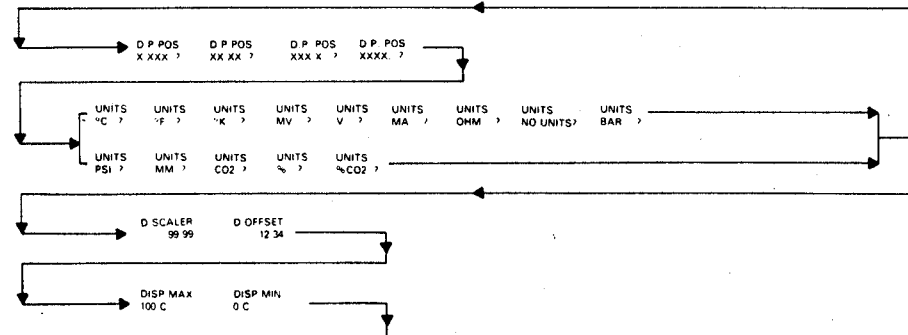 D P POS D P POS D P. POS D P. POS
X XXX ? XX XX ? XXX X ? XXXX. ?
UNITS UNITS UNITS UNITS UNITS UNITS UNITS UNITS UNITS
°C ? °F ? °K MV ? V ? MA ? OHM ? NO UNITS? BAR ?
UNITS UNITS UNITS UNITS UNITS
PSI ? MM ? CO2 ? % ? %CO2 ?
D SCALER D OFFSET
99 99 12 34
DISP MAX DISP MIN
100 C 0 C